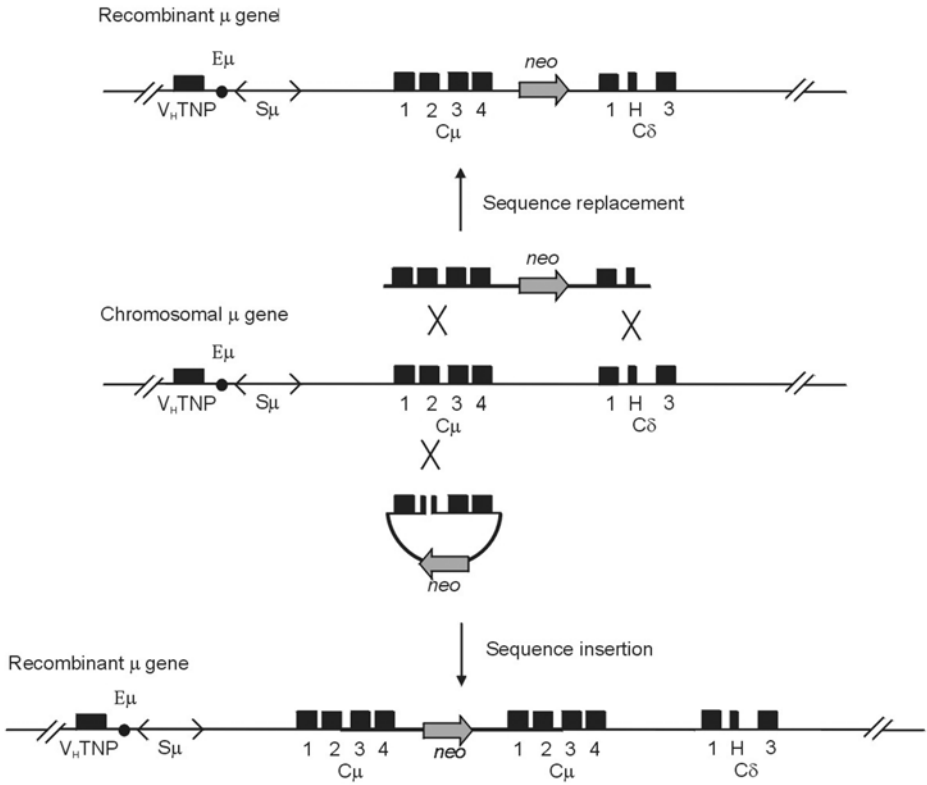 Recombinant μ gene
neo
Eμ
VHTNP Sμ 1 2 3 4 1 H 3
Cμ Cδ
Sequence replacement
neo
Chromosomal μ gene
Eμ
VHTNP Sμ 1 2 3 4 1 H 3
Cμ Cδ
neo
Sequence insertion
Recombinant μ gene
Eμ
VHTNP Sμ 1 2 3 4 neo 1 2 3 4 1 H 3
Cμ Cμ Cδ